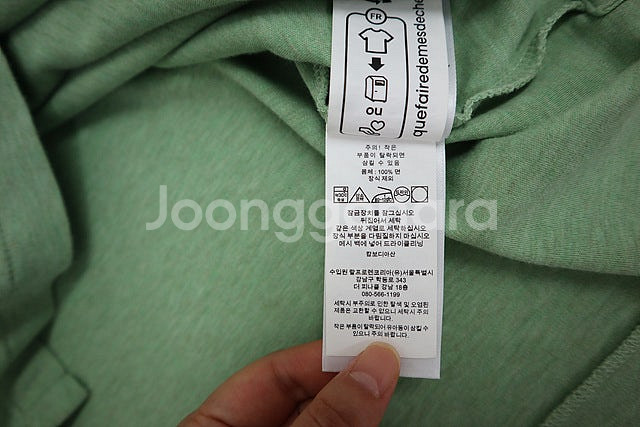 FR
OU
quefairedemesdeche
주의! 작은
부품이 탈락되면
삼킬 수 있음
몸체: 100% 면
장식 제외
Joonggonara
잠금장치를 잠그십시오
뒤집어서 세탁
같은 색상 계열로 세탁하십시오
장식 부분을 다림질하지 마십시오
메시 백에 넣어 드라이클리닝
캄보디아산
수입원 랄프로렌코리아(유)서울특별시
강남구 학동로 343
더 피나클 강남 18층
080-566-1199
세탁시 부주의로 인한 탈색 및 오염된
제품은 교환할 수 없으니 세탁시 주의
바랍니다.
작은 부품이 탈락되어 유아등이 삼킬 수
있으니 주의 바랍니다.